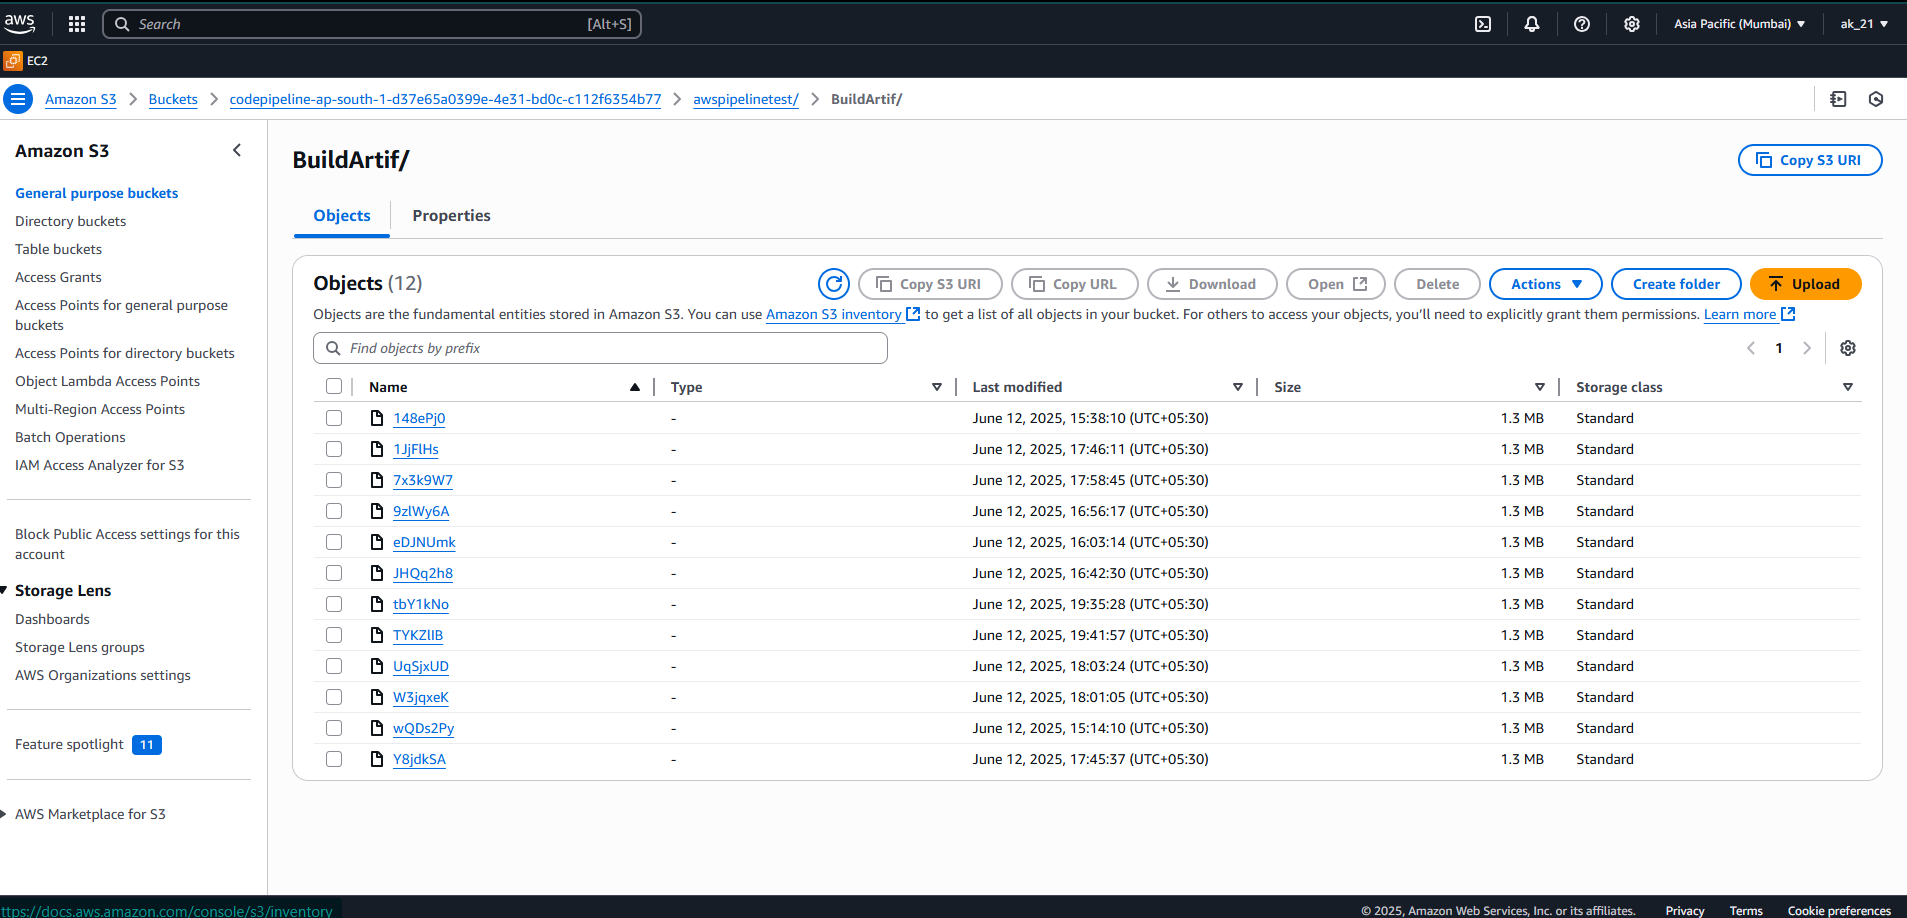 aws Search [Alt+S] Asia Pacific (Mumbai) ak_21
EC2
Amazon S3 Buckets codepipeline-ap-south-1-d37e65a0399e-4e31-bd0c-c112f6354b77 awspipelinetest/ BuildArtif/
Amazon S3
General purpose buckets
Directory buckets
Table buckets
Access Grants
Access Points for general purpose
buckets
Access Points for directory buckets
Object Lambda Access Points
Multi-Region Access Points
Batch Operations
IAM Access Analyzer for S3
Block Public Access settings for this
account
Storage Lens
Dashboards
Storage Lens groups
AWS Organizations settings
Feature spotlight 11
AWS Marketplace for S3
BuildArtif/
Copy S3 URI
Objects Properties
Objects (12)
Copy S3 URI Copy URL Download Open Delete Actions Create folder Upload
Objects are the fundamental entities stored in Amazon S3. You can use Amazon S3 inventory to get a list of all objects in your bucket. For others to access your objects, you’ll need to explicitly grant them permissions. Learn more
Find objects by prefix
1
Name Type Last modified Size Storage class
148ePj0 - June 12, 2025, 15:38:10 (UTC+05:30) 1.3 MB Standard
1JjFlHs - June 12, 2025, 17:46:11 (UTC+05:30) 1.3 MB Standard
7x3k9W7 - June 12, 2025, 17:58:45 (UTC+05:30) 1.3 MB Standard
9zlWy6A - June 12, 2025, 16:56:17 (UTC+05:30) 1.3 MB Standard
eDJNUmk - June 12, 2025, 16:03:14 (UTC+05:30) 1.3 MB Standard
JHQq2h8 - June 12, 2025, 16:42:30 (UTC+05:30) 1.3 MB Standard
tbY1kNo - June 12, 2025, 19:35:28 (UTC+05:30) 1.3 MB Standard
TYKZlIB - June 12, 2025, 19:41:57 (UTC+05:30) 1.3 MB Standard
UqSjxUD - June 12, 2025, 18:03:24 (UTC+05:30) 1.3 MB Standard
W3jqxeK - June 12, 2025, 18:01:05 (UTC+05:30) 1.3 MB Standard
wQDs2Py - June 12, 2025, 15:14:10 (UTC+05:30) 1.3 MB Standard
Y8jdkSA - June 12, 2025, 17:45:37 (UTC+05:30) 1.3 MB Standard
ttps://docs.aws.amazon.com/console/s3/inventory
© 2025, Amazon Web Services, Inc. or its affiliates. Privacy Terms Cookie preferences